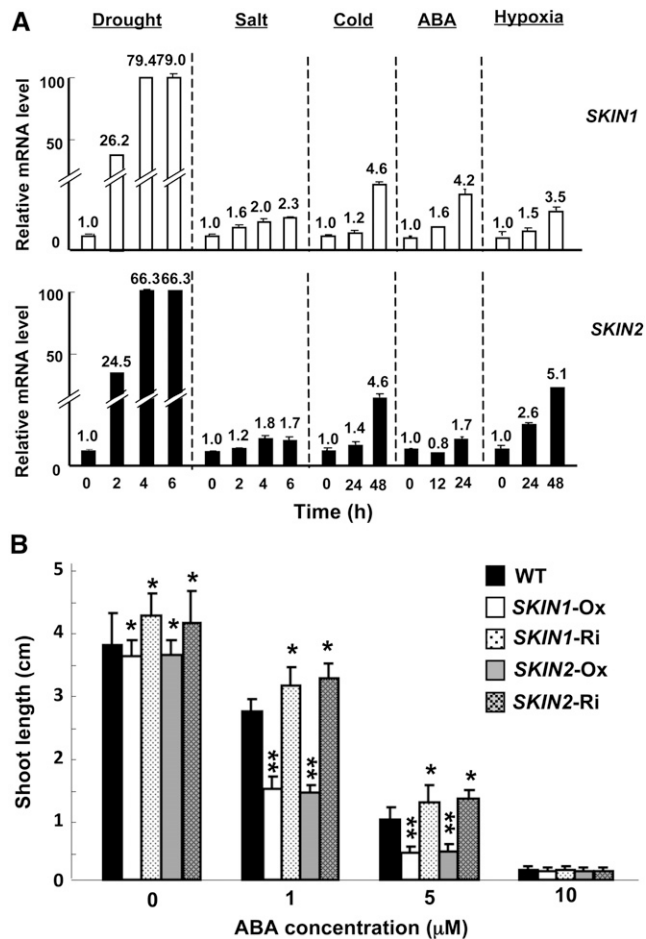 A
Drought Salt Cold ABA Hypoxia
79.4 79.0
100
26.2
50
Relative mRNA level
SKIN1
4.6
4.2
3.5
1.0 1.6 2.0 2.3
1.0 1.2
1.0 1.6
1.0 1.5
1.0
0
66.3 66.3
100
24.5
50
Relative mRNA level
SKIN2
5.1
4.6
2.6
1.0
1.0 1.2 1.8 1.7
1.0 1.4
1.0 0.8 1.7
1.0
0
0 2 4 6 0 2 4 6 0 24 48 0 12 24 0 24 48
Time (h)
B
5
4
3
2
1
0
Shoot length (cm)
WT
SKIN1-Ox
SKIN1-Ri
SKIN2-Ox
SKIN2-Ri
* * * *
** * ** *
** * ** *
0 1 5 10
ABA concentration (μM)